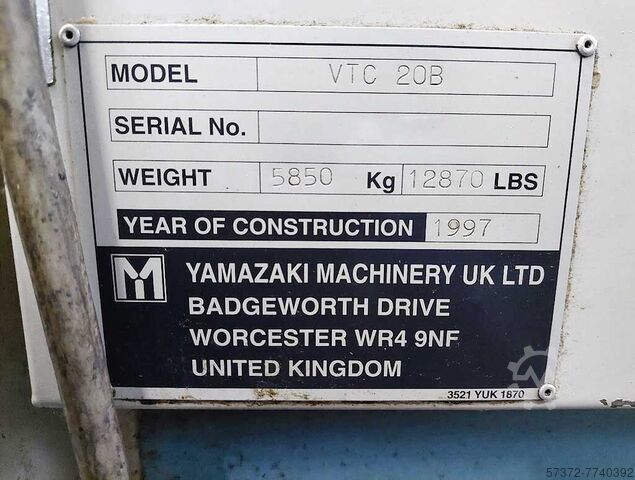 MODEL VTC 20B
SERIAL No.
WEIGHT 5850 Kg 12870 LBS
YEAR OF CONSTRUCTION 1997
YAMAZAKI MACHINERY UK LTD
BADGEWORTH DRIVE
WORCESTER WR4 9NF
UNITED KINGDOM
3521 YUK 1870
57372-7740392